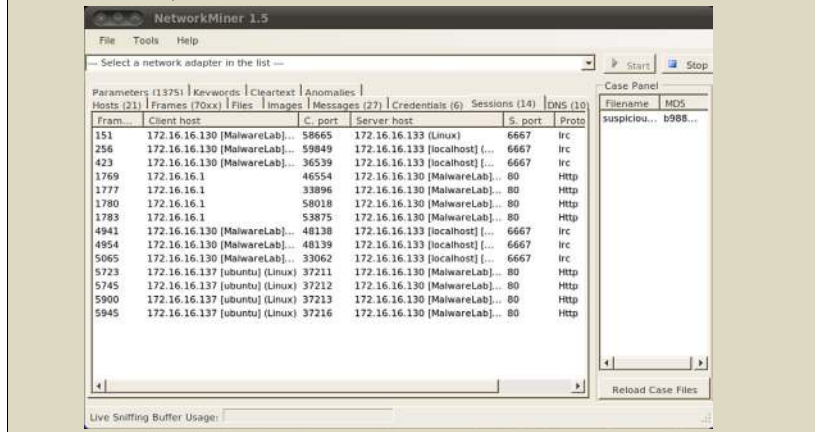 NetworkMiner 1.5
File Tools Help
--- Select a network adapter in the list ---
Start Stop
Parameters (1375) Keywords Cleartext Anomalies
Case Panel
Hosts (21) Frames (70xx) Files Images Messages (27) Credentials (6) Sessions (14) DNS (10)
Filename MD5
Fram... Client host C. port Server host S. port Proto
suspiciou... b988...
151 172.16.16.130 [MalwareLab]... 58665 172.16.16.133 (Linux) 6667 Irc
256 172.16.16.130 [MalwareLab]... 59849 172.16.16.133 [localhost] (... 6667 Irc
423 172.16.16.130 [MalwareLab]... 36539 172.16.16.133 [localhost] [... 6667 Irc
1769 172.16.16.1 46554 172.16.16.130 [MalwareLab]... 80 Http
1777 172.16.16.1 33896 172.16.16.130 [MalwareLab]... 80 Http
1780 172.16.16.1 58018 172.16.16.130 [MalwareLab]... 80 Http
1783 172.16.16.1 53875 172.16.16.130 [MalwareLab]... 80 Http
4941 172.16.16.130 [MalwareLab]... 48138 172.16.16.133 [localhost] [... 6667 Irc
4954 172.16.16.130 [MalwareLab]... 48139 172.16.16.133 [localhost] [... 6667 Irc
5065 172.16.16.130 [MalwareLab]... 33062 172.16.16.133 [localhost] [... 6667 Irc
5723 172.16.16.137 [ubuntu] (Linux) 37211 172.16.16.130 [MalwareLab]... 80 Http
5745 172.16.16.137 [ubuntu] (Linux) 37212 172.16.16.130 [MalwareLab]... 80 Http
5900 172.16.16.137 [ubuntu] (Linux) 37213 172.16.16.130 [MalwareLab]... 80 Http
5945 172.16.16.137 [ubuntu] (Linux) 37216 172.16.16.130 [MalwareLab]... 80 Http
Reload Case Files
Live Sniffing Buffer Usage: